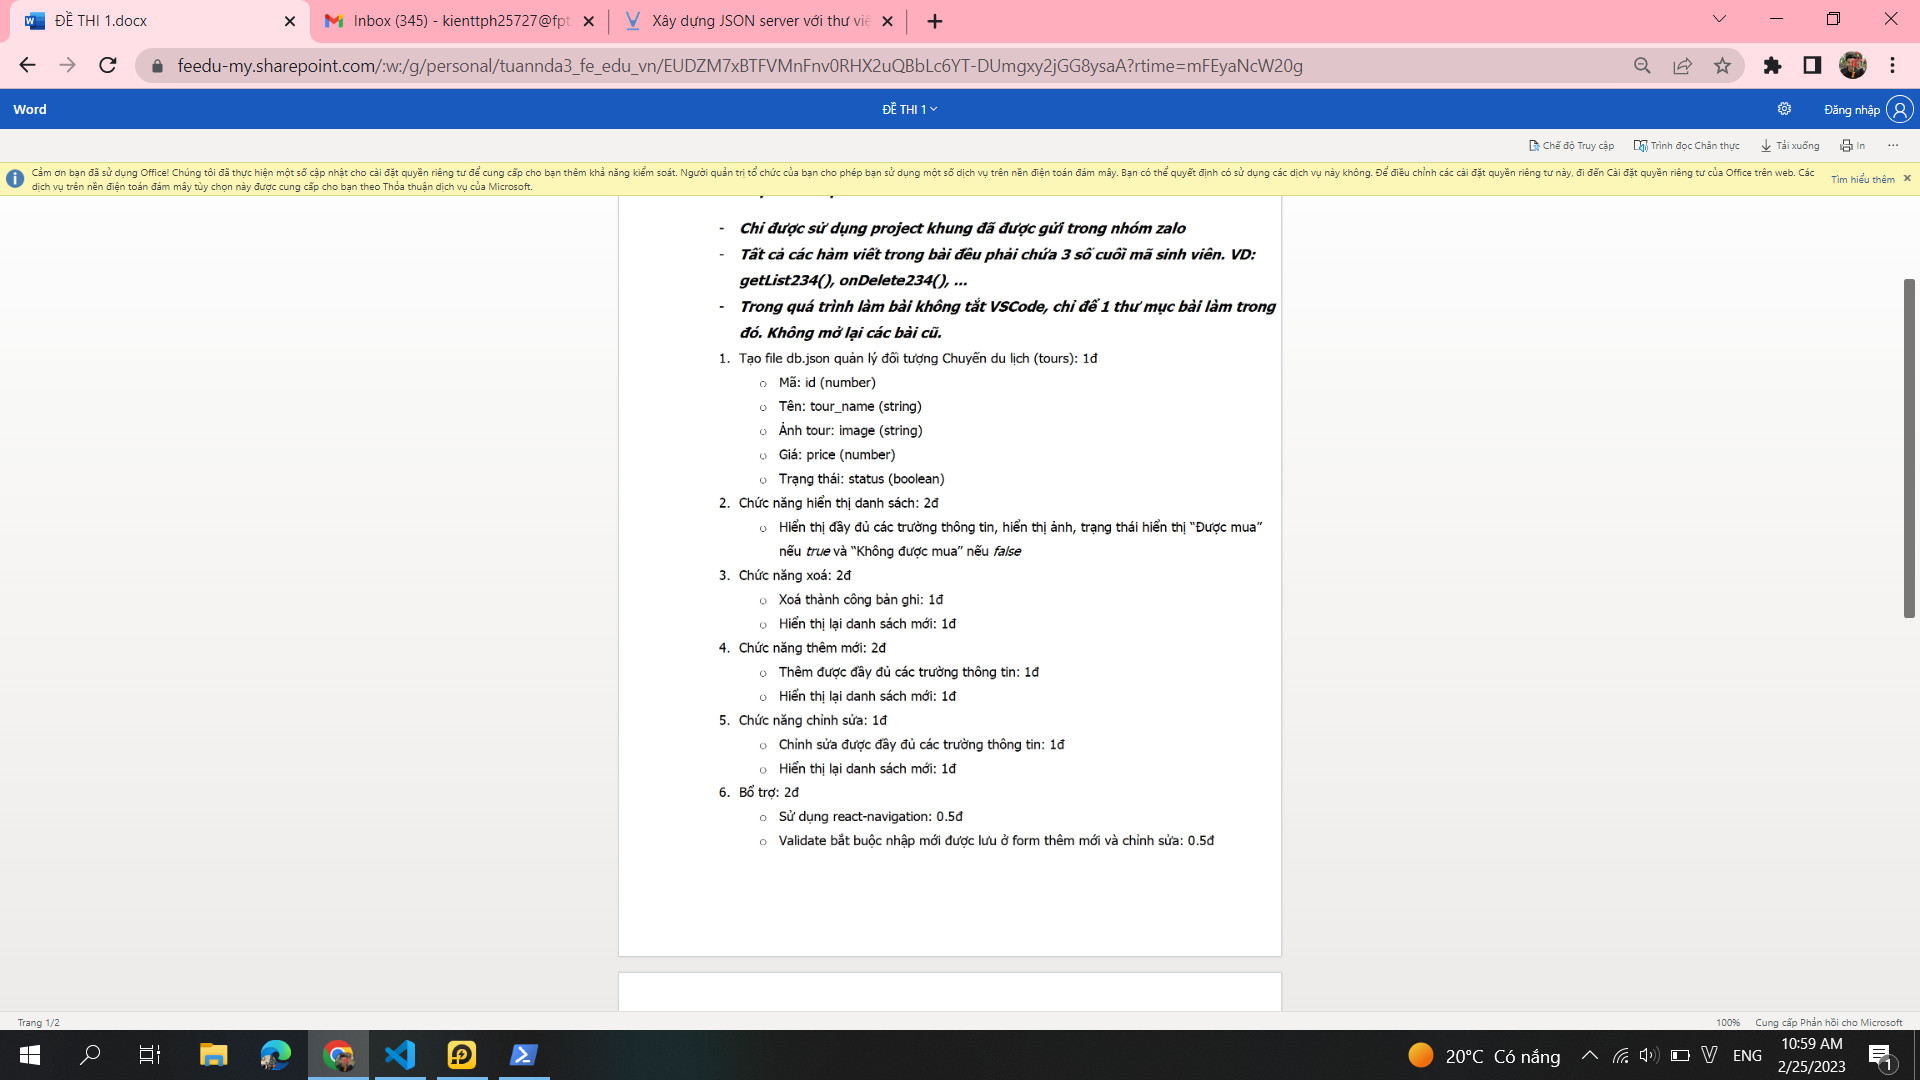 ĐỀ THI 1.docx
Inbox (345) - kienttph25727@fpt
Xây dựng JSON server với thư viê
feedu-my.sharepoint.com/:w:/g/personal/tuannda3_fe_edu_vn/EUDZM7xBTFVMnFnv0RHX2uQBbLc6YT-DUmgxy2jGG8ysaA?rtime=mFEyaNcW20g
Word
ĐỀ THI 1
Đăng nhập
Chế độ Truy cập
Trình đọc Chân thực
Tải xuống
In
Cảm ơn bạn đã sử dụng Office! Chúng tôi đã thực hiện một số cập nhật cho cài đặt quyền riêng tư để cung cấp cho bạn thêm khả năng kiểm soát. Người quản trị tổ chức của bạn cho phép bạn sử dụng một số dịch vụ trên nền điện toán đám mây. Bạn có thể quyết định có sử dụng các dịch vụ này không. Để điều chỉnh các cài đặt quyền riêng tư này, đi đến Cài đặt quyền riêng tư của Office trên web. Các
dịch vụ trên nền điện toán đám mây tùy chọn này được cung cấp cho bạn theo Thỏa thuận dịch vụ của Microsoft.
Tìm hiểu thêm
- Chỉ được sử dụng project khung đã được gửi trong nhóm zalo
- Tất cả các hàm viết trong bài đều phải chứa 3 số cuối mã sinh viên. VD:
getList234(), onDelete234(), ...
- Trong quá trình làm bài không tắt VSCode, chỉ để 1 thư mục bài làm trong
đó. Không mở lại các bài cũ.
1. Tạo file db.json quản lý đối tượng Chuyến du lịch (tours): 1đ
o Mã: id (number)
o Tên: tour_name (string)
o Ảnh tour: image (string)
o Giá: price (number)
o Trạng thái: status (boolean)
2. Chức năng hiển thị danh sách: 2đ
o Hiển thị đầy đủ các trường thông tin, hiển thị ảnh, trạng thái hiển thị “Được mua”
nếu true và “Không được mua” nếu false
3. Chức năng xoá: 2đ
o Xoá thành công bản ghi: 1đ
o Hiển thị lại danh sách mới: 1đ
4. Chức năng thêm mới: 2đ
o Thêm được đầy đủ các trường thông tin: 1đ
o Hiển thị lại danh sách mới: 1đ
5. Chức năng chỉnh sửa: 1đ
o Chỉnh sửa được đầy đủ các trường thông tin: 1đ
o Hiển thị lại danh sách mới: 1đ
6. Bổ trợ: 2đ
o Sử dụng react-navigation: 0.5đ
o Validate bắt buộc nhập mới được lưu ở form thêm mới và chỉnh sửa: 0.5đ
Trang 1/2
100%
Cung cấp Phản hồi cho Microsoft
20°C Có nắng
ENG
10:59 AM
2/25/2023
1